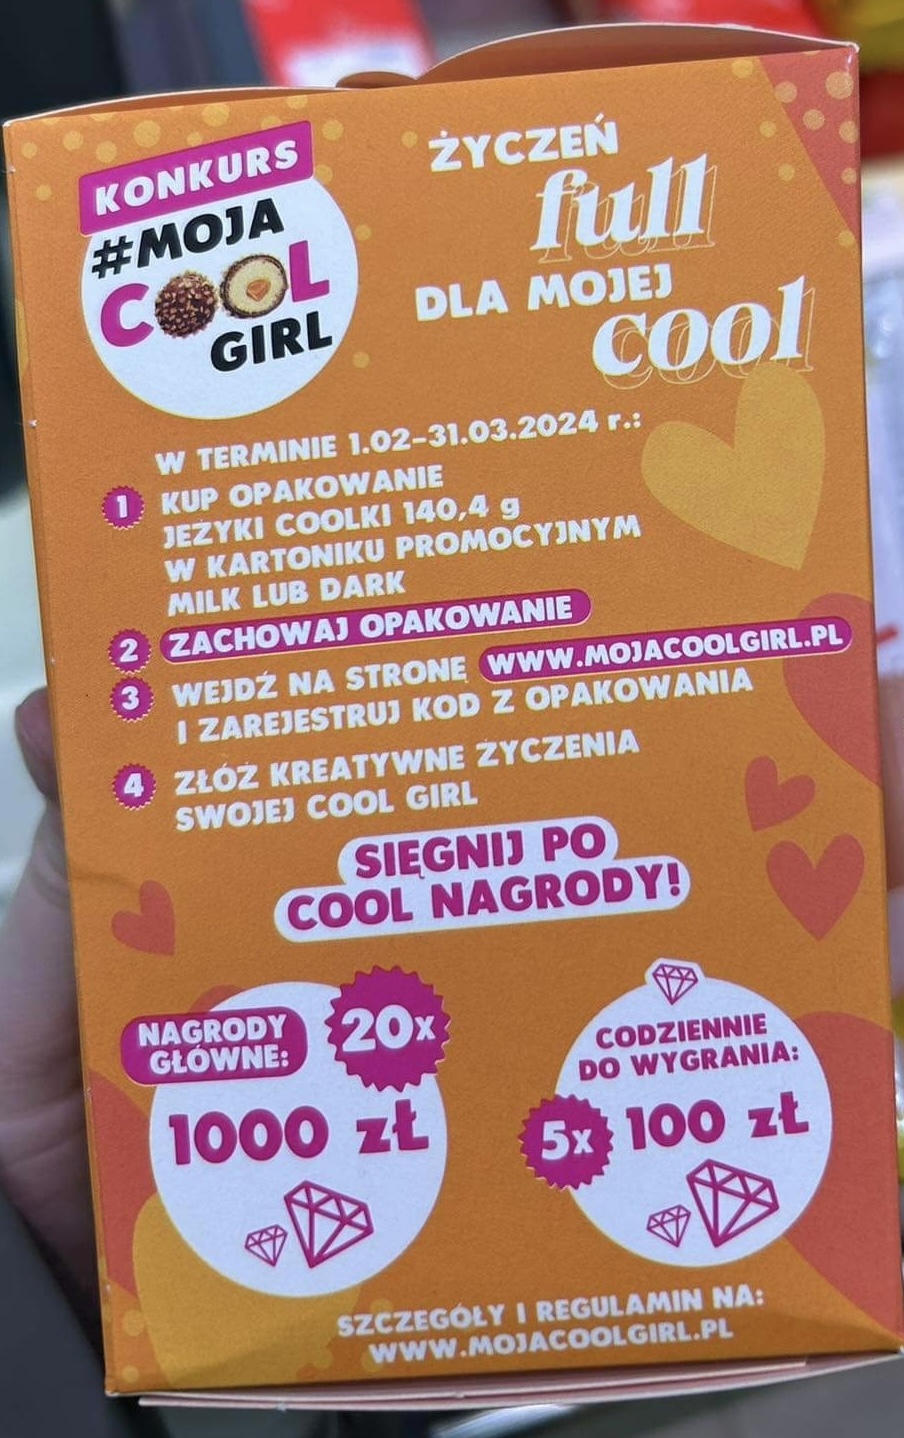 KONKURS
#MOJA
COOL
GIRL
ŻYCZEŃ
full
DLA MOJEJ
cool
W TERMINIE 1.02-31.03.2024 r.:
1 KUP OPAKOWANIE
JEŻYKI COOLKI 140,4 g
W KARTONIKU PROMOCYJNYM
MILK LUB DARK
2 ZACHOWAJ OPAKOWANIE
3 WEJDŹ NA STRONĘ WWW.MOJACOOLGIRL.PL
I ZAREJESTRUJ KOD Z OPAKOWANIA
4 ZŁÓŻ KREATYWNE ŻYCZENIA
SWOJEJ COOL GIRL
SIĘGNIJ PO
COOL NAGRODY!
NAGRODY
GŁÓWNE:
20x
1000 zŁ
CODZIENNIE
DO WYGRANIA:
5x 100 zŁ
SZCZEGÓŁY I REGULAMIN NA:
WWW.MOJACOOLGIRL.PL